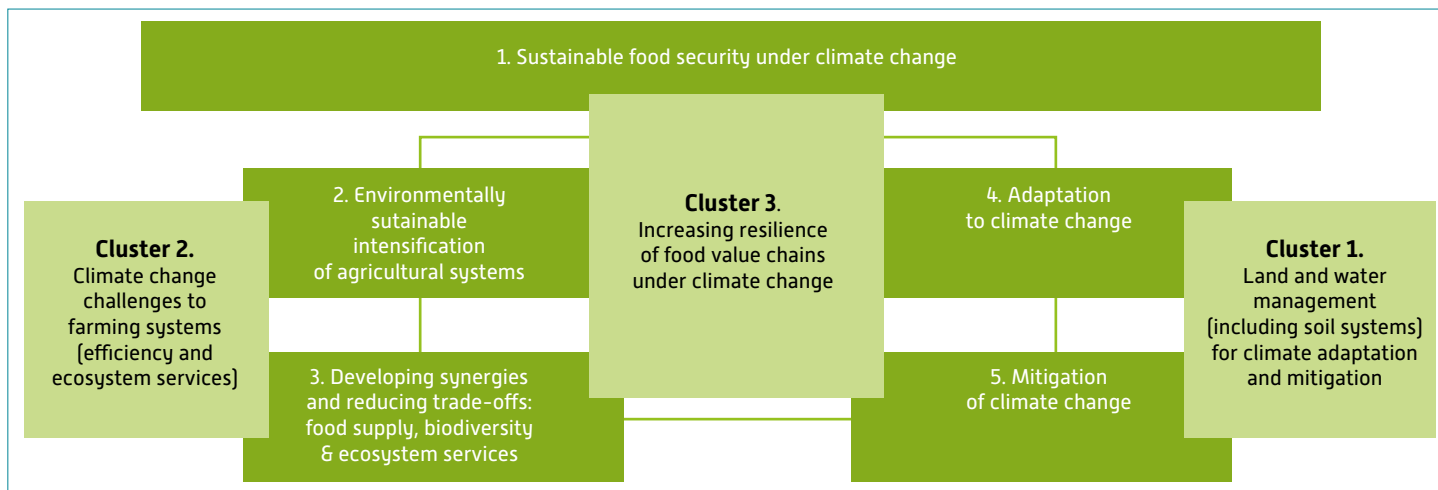 1. Sustainable food security under climate change
2. Environmentally
sutainable
intensification
of agricultural systems
Cluster 3.
Increasing resilience
of food value chains
under climate change
4. Adaptation
to climate change
Cluster 2.
Climate change
challenges to
farming systems
(efficiency and
ecosystem services)
Cluster 1.
Land and water
management
(including soil systems)
for climate adaptation
and mitigation
3. Developing synergies
and reducing trade-offs:
food supply, biodiversity
& ecosystem services
5. Mitigation
of climate change